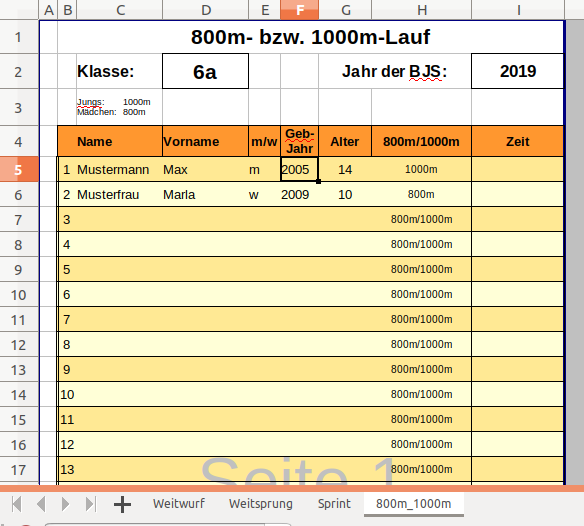 A B C D E F G H I
1 800m- bzw. 1000m-Lauf
2 Klasse: 6a Jahr der BJS: 2019
3 Jungs: 1000m
Mädchen: 800m
4 Name Vorname m/w Geb-Jahr Alter 800m/1000m Zeit
5 1 Mustermann Max m 2005 14 1000m
6 2 Musterfrau Marla w 2009 10 800m
7 3 800m/1000m
8 4 800m/1000m
9 5 800m/1000m
10 6 800m/1000m
11 7 800m/1000m
12 8 800m/1000m
13 9 800m/1000m
14 10 800m/1000m
15 11 800m/1000m
16 12 800m/1000m
17 13 800m/1000m
Seite 1
Weitwurf Weitsprung Sprint 800m_1000m